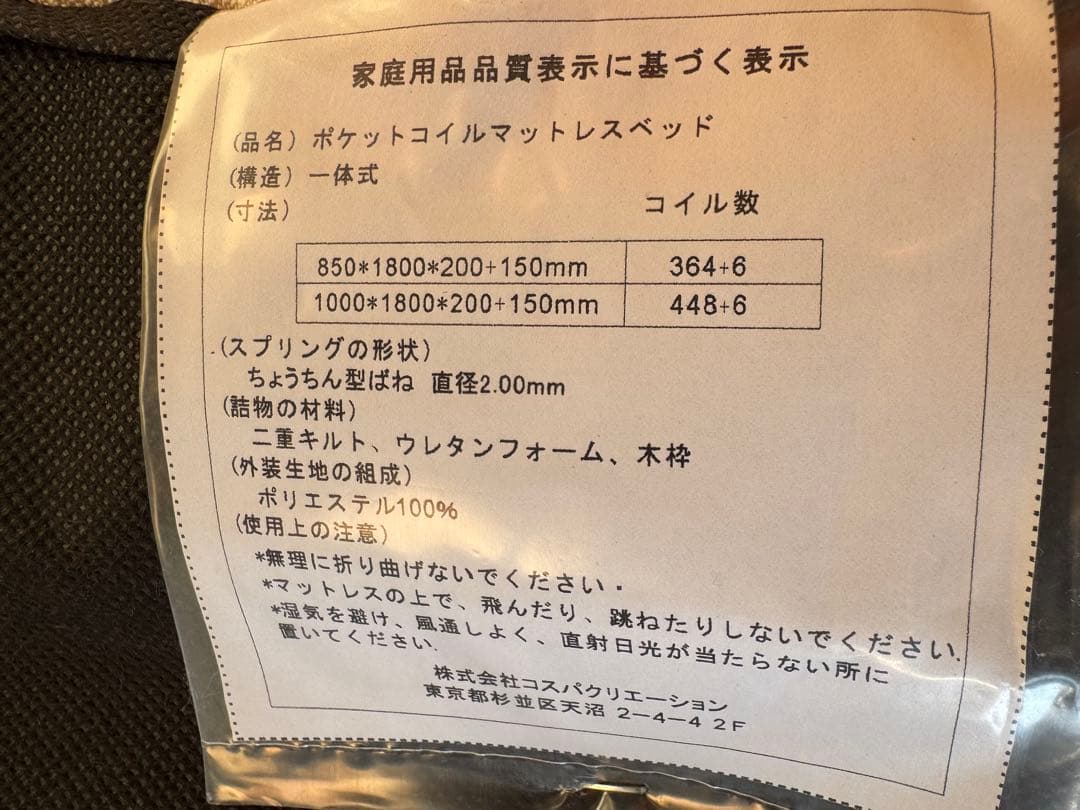 家庭用品品質表示に基づく表示
(品名) ポケットコイルマットレスベッド
(構造) 一体式
(寸法) コイル数
850*1800*200+150mm 364+6
1000*1800*200+150mm 448+6
(スプリングの形状)
ちょうちん型ばね 直径2.00mm
(詰物の材料)
二重キルト、ウレタンフォーム、木枠
(外装生地の組成)
ポリエステル100%
(使用上の注意)
*無理に折り曲げないでください・
*マットレスの上で、飛んだり、跳ねたりしないでください.
*湿気を避け、風通しよく、直射日光が当たらない所に
置いてください.
株式会社コスパクリエーション
東京都杉並区天沼 2-4-4 2F